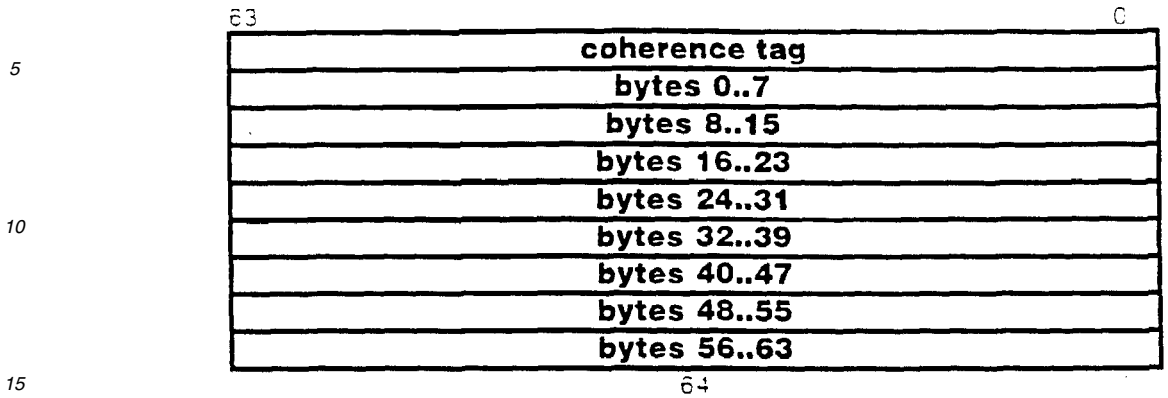 63 0
coherence tag
5
bytes 0..7
bytes 8..15
bytes 16..23
bytes 24..31
10
bytes 32..39
bytes 40..47
bytes 48..55
bytes 56..63
15
64